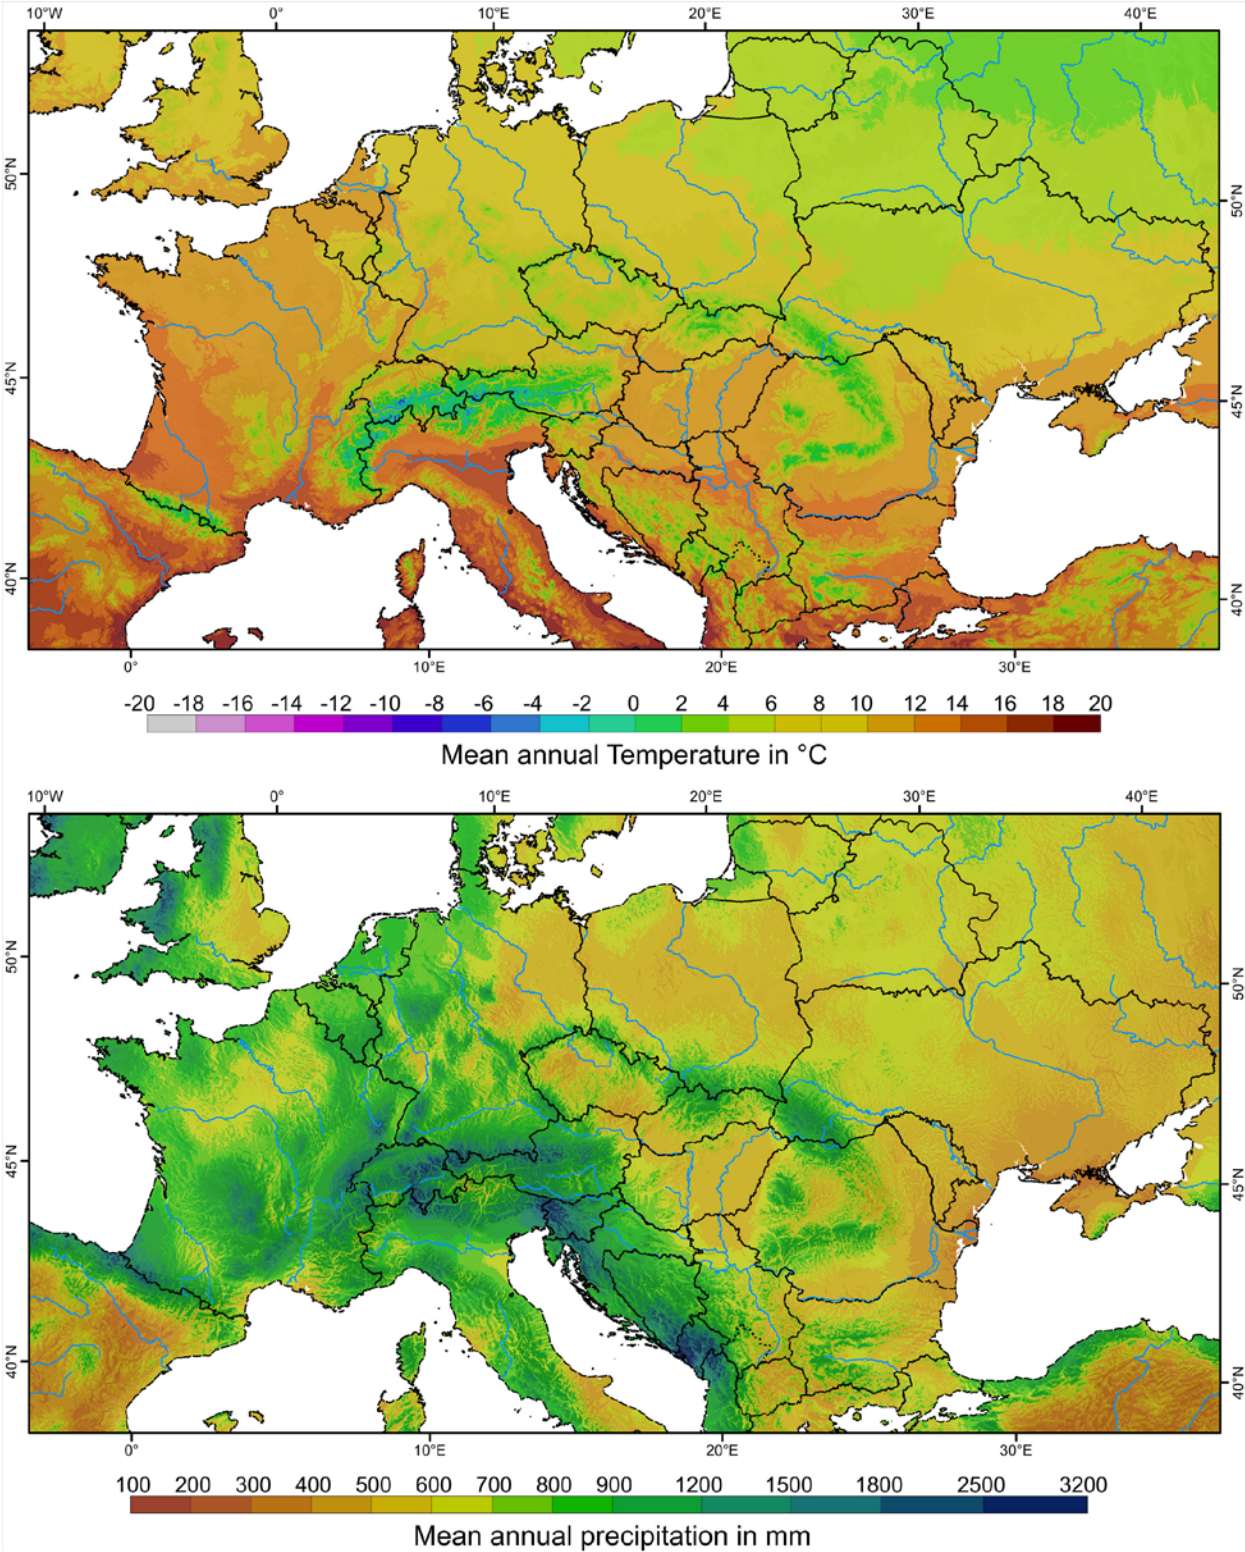 10°W 0° 10°E 20°E 30°E 40°E
50°N 50°N
45°N 45°N
40°N 40°N
0° 10°E 20°E 30°E
-20 -18 -16 -14 -12 -10 -8 -6 -4 -2 0 2 4 6 8 10 12 14 16 18 20
Mean annual Temperature in °C
10°W 0° 10°E 20°E 30°E 40°E
50°N 50°N
45°N 45°N
40°N 40°N
0° 10°E 20°E 30°E
100 200 300 400 500 600 700 800 900 1200 1500 1800 2500 3200
Mean annual precipitation in mm